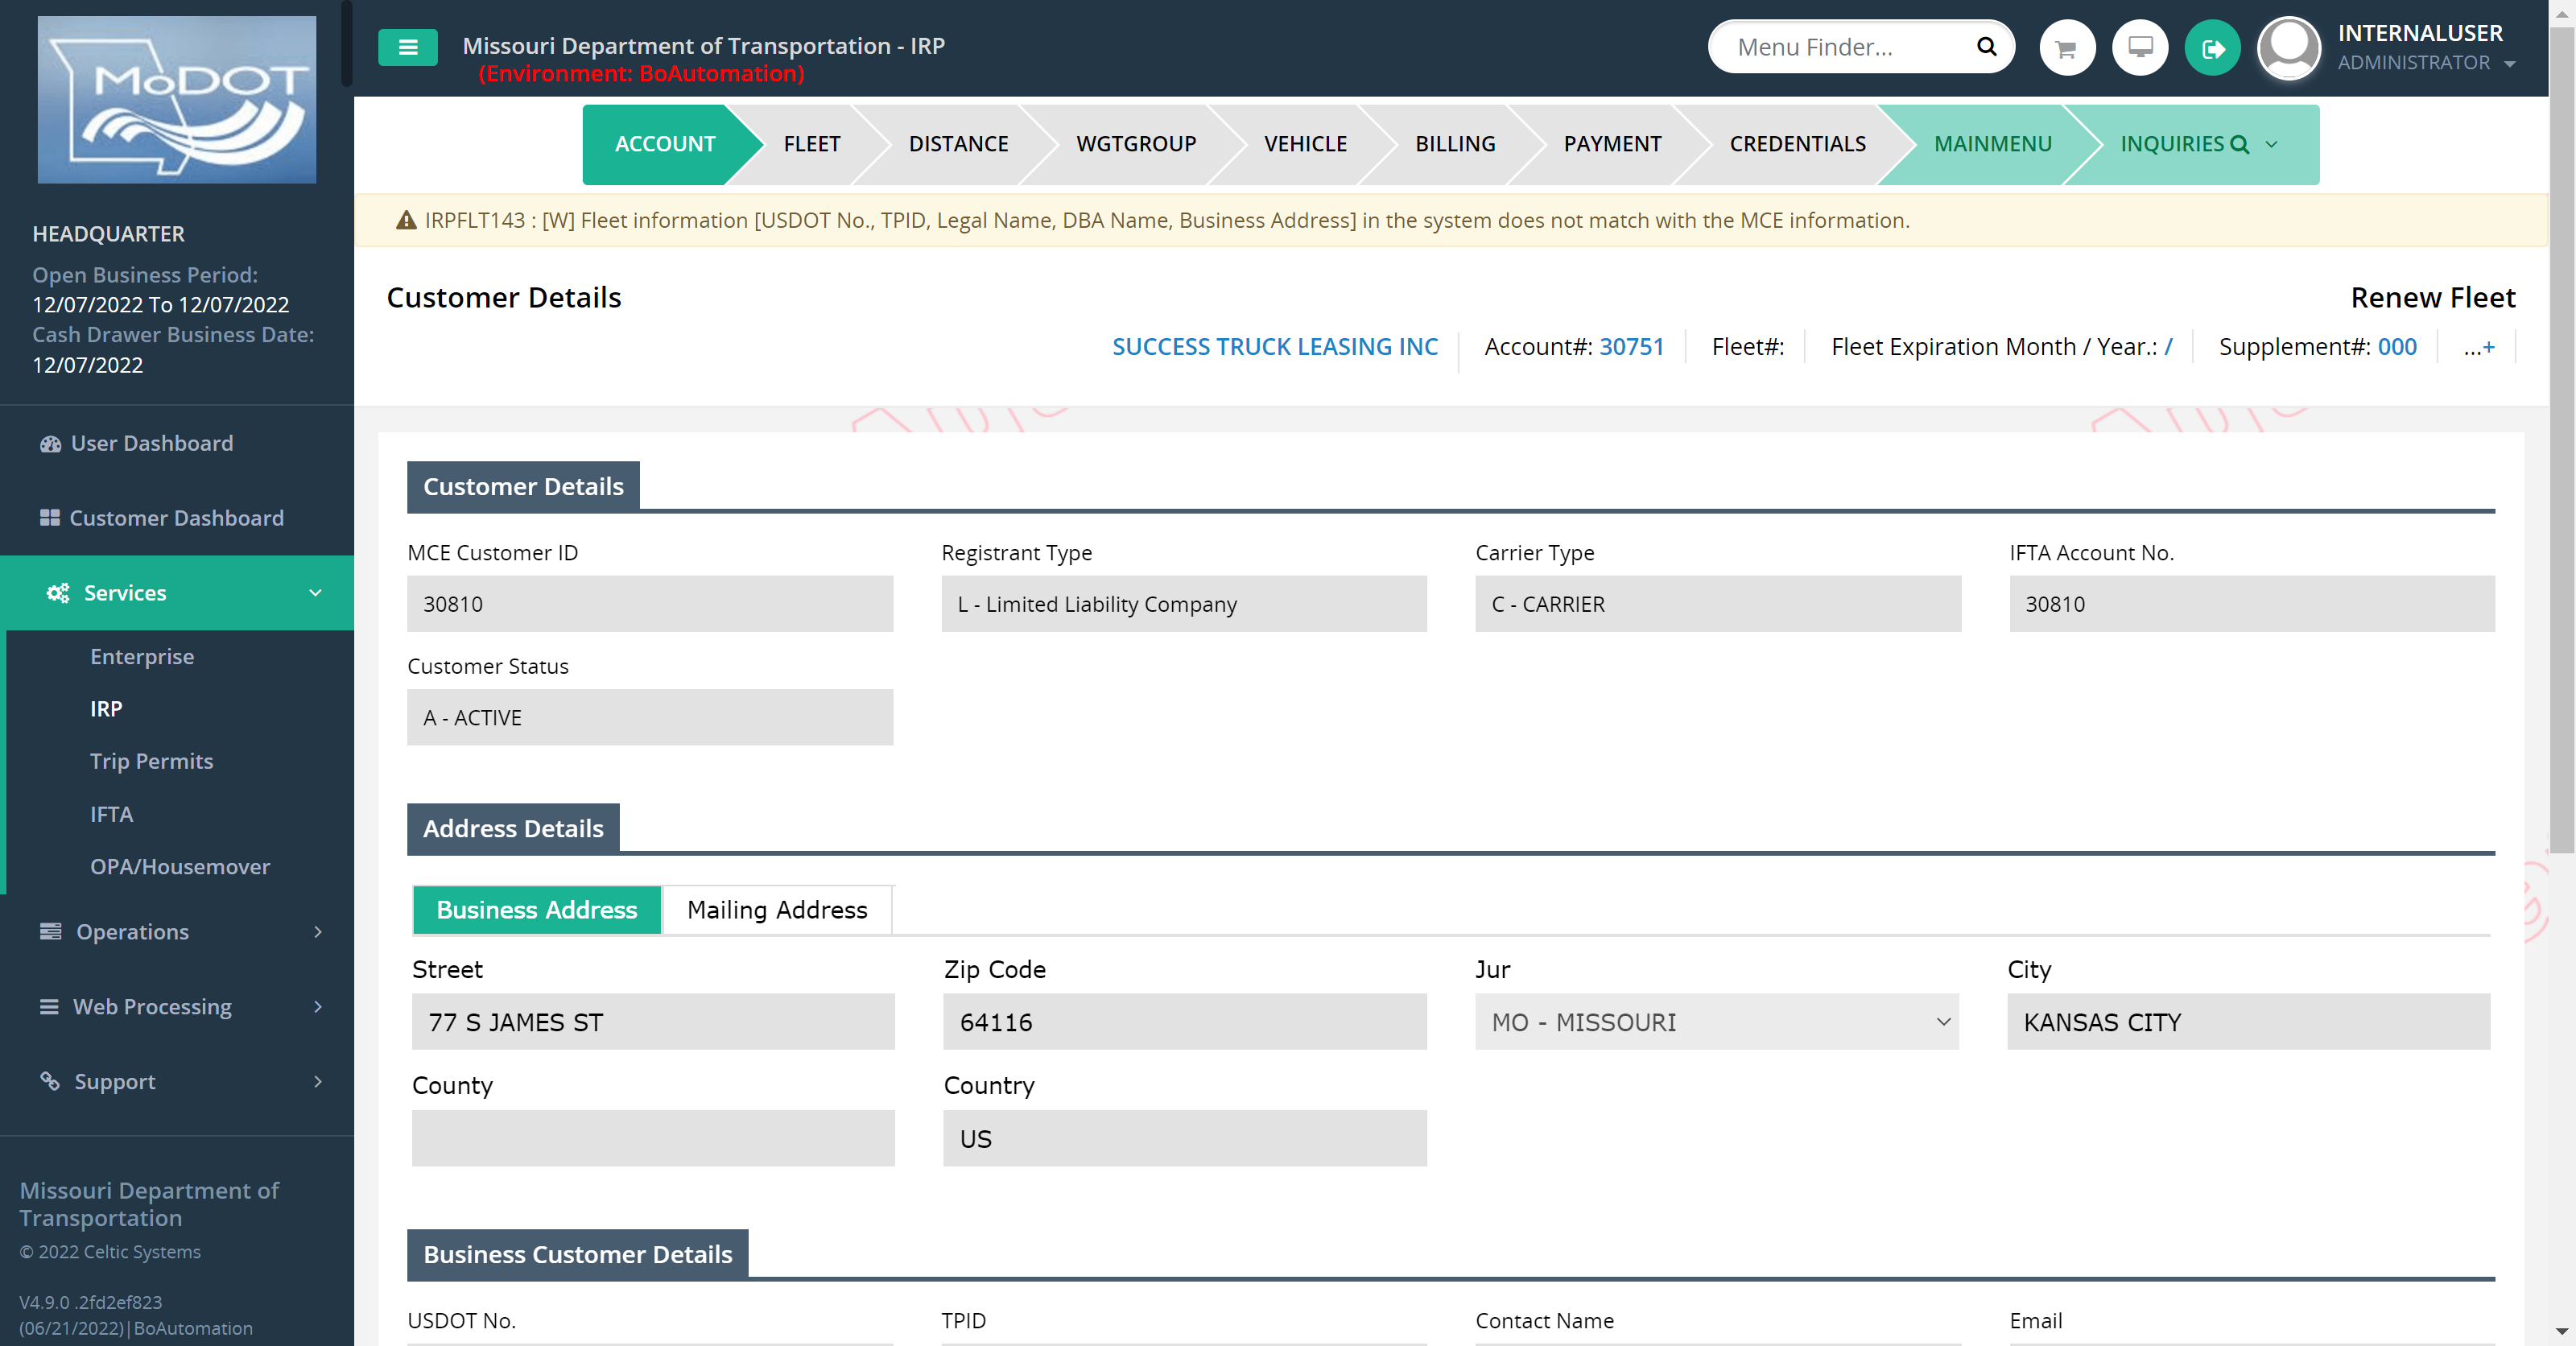 MoDOT
Missouri Department of Transportation - IRP
(Environment: BoAutomation)
Menu Finder...
INTERNALUSER
ADMINISTRATOR
HEADQUARTER
Open Business Period:
12/07/2022 To 12/07/2022
Cash Drawer Business Date:
12/07/2022
User Dashboard
Customer Dashboard
Services
Enterprise
IRP
Trip Permits
IFTA
OPA/Housemover
Operations
Web Processing
Support
Missouri Department of
Transportation
© 2022 Celtic Systems
V4.9.0 .2fd2ef823
(06/21/2022)|BoAutomation
ACCOUNT FLEET DISTANCE WGTGROUP VEHICLE BILLING PAYMENT CREDENTIALS MAINMENU INQUIRIES
IRPFLT143 : [W] Fleet information [USDOT No., TPID, Legal Name, DBA Name, Business Address] in the system does not match with the MCE information.
Customer Details Renew Fleet
SUCCESS TRUCK LEASING INC Account#: 30751 Fleet#: Fleet Expiration Month / Year.: / Supplement#: 000 ...+
Customer Details
MCE Customer ID Registrant Type Carrier Type IFTA Account No.
30810 L - Limited Liability Company C - CARRIER 30810
Customer Status
A - ACTIVE
Address Details
Business Address Mailing Address
Street Zip Code Jur City
77 S JAMES ST 64116 MO - MISSOURI KANSAS CITY
County Country
US
Business Customer Details
USDOT No. TPID Contact Name Email